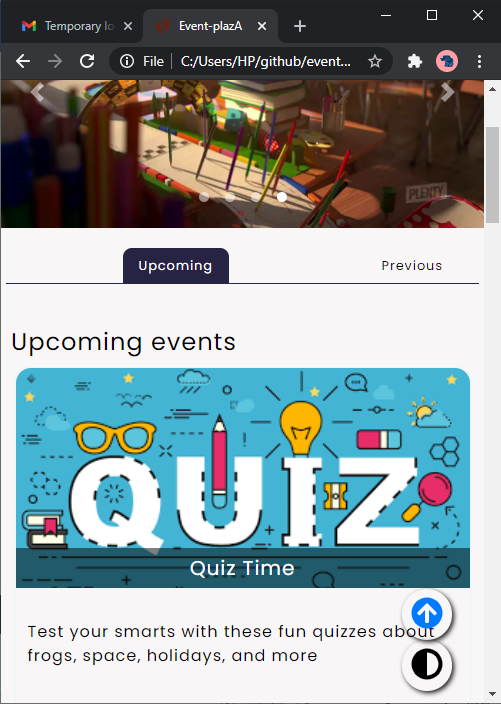 Temporary lo
Event-plazA
File
C:/Users/HP/github/event...
PLENTY
Upcoming
Previous
Upcoming events
QUIZ
Quiz Time
Test your smarts with these fun quizzes about
frogs, space, holidays, and more